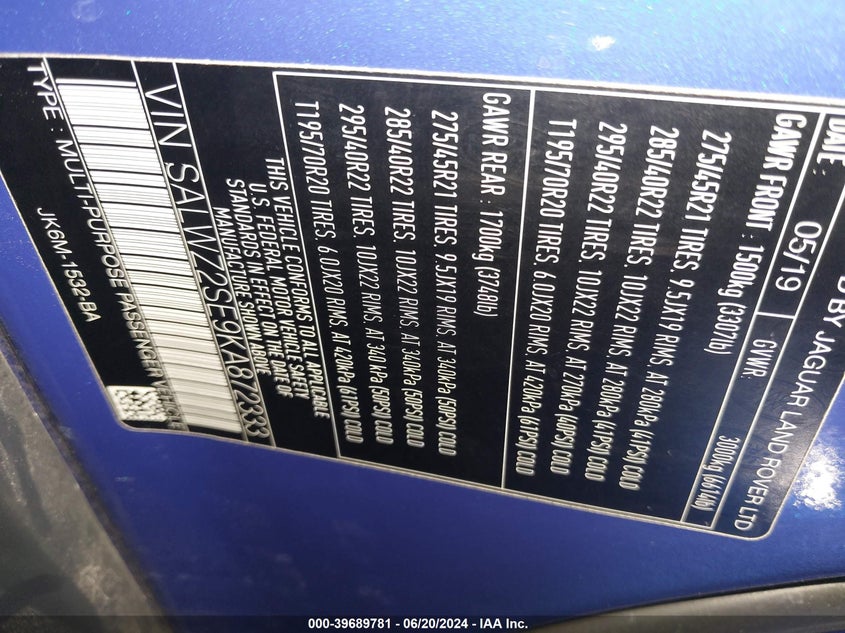 D BY JAGUAR LAND ROVER LTD
DATE: 05/19 GVWR: 3000kg (6614lb)
GAWR FRONT : 1500kg (3307lb)
275/45R21 TIRES. 9.5X19 RIMS AT 280kPa (41PSI) COLD
285/40R22 TIRES. 10JX22 RIMS. AT 280kPa (41PSI) COLD
295/40R22 TIRES. 10JX22 RIMS. AT 270kPa (40PSI) COLD
T195/70R20 TIRES. 6.0JX20 RIMS. AT 420kPa (61PSI) COLD
GAWR REAR : 1700kg (3748lb)
275/45R21 TIRES 9.5X19 RIMS AT 340kPa (50PSI) COLD
285/40R22 TIRES. 10JX22 RIMS. AT 340kPa (50PSI) COLD
295/40R22 TIRES. 10JX22 RIMS. AT 340kPa (50PSI) COLD
T195/70R20 TIRES. 6.0JX20 RIMS. AT 420kPa (61PSI) COLD
THIS VEHICLE CONFORMS TO ALL APPLICABLE
U.S. FEDERAL MOTOR VEHICLE SAFETY
STANDARDS IN EFFECT ON THE DATE OF
MANUFACTURE SHOWN ABOVE
VIN SALWZ2SE9KA872333
TYPE : MULTI-PURPOSE PASSENGER VEHICLE
JK6M-1532-BA
000-39689781 - 06/20/2024 - IAA Inc.